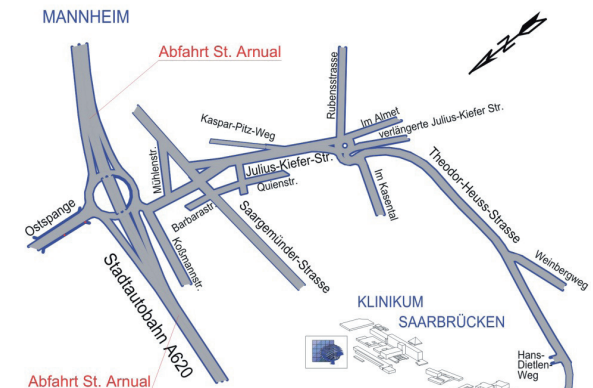 MANNHEIM
Abfahrt St. Arnual
N
Rubensstrasse
Im Almet
verlängerte Julius-Kiefer Str.
Kaspar-Pitz-Weg
Mühlenstr.
Julius-Kiefer-Str.
Quienstr.
Theodor-Heuss-Strasse
Im Kasental
Barbarastr.
Saargemünder-Strasse
Ostspange
Koßmannstr.
Weinbergweg
Stadtautobahn A620
KLINIKUM
SAARBRÜCKEN
Hans-
Dietlen-
Weg
Abfahrt St. Arnual